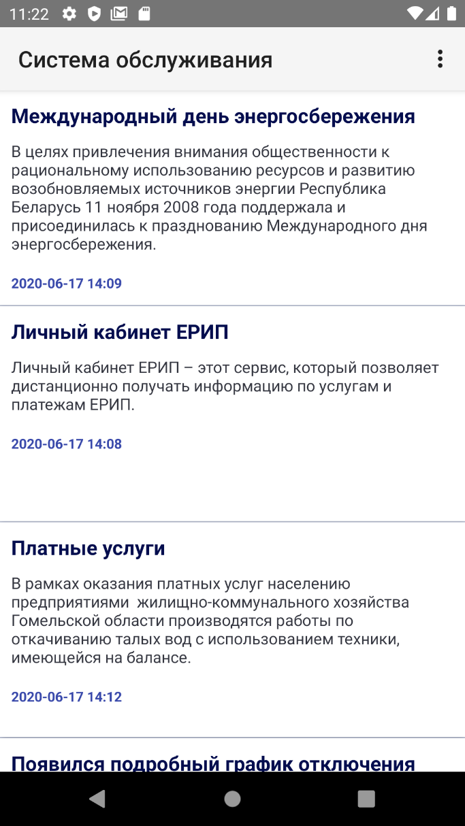 11:22
Система обслуживания
Международный день энергосбережения
В целях привлечения внимания общественности к
рациональному использованию ресурсов и развитию
возобновляемых источников энергии Республика
Беларусь 11 ноября 2008 года поддержала и
присоединилась к празднованию Международного дня
энергосбережения.
2020-06-17 14:09
Личный кабинет ЕРИП
Личный кабинет ЕРИП – этот сервис, который позволяет
дистанционно получать информацию по услугам и
платежам ЕРИП.
2020-06-17 14:08
Платные услуги
В рамках оказания платных услуг населению
предприятиями  жилищно-коммунального хозяйства
Гомельской области производятся работы по
откачиванию талых вод с использованием техники,
имеющейся на балансе.
2020-06-17 14:12
Появился подробный график отключения